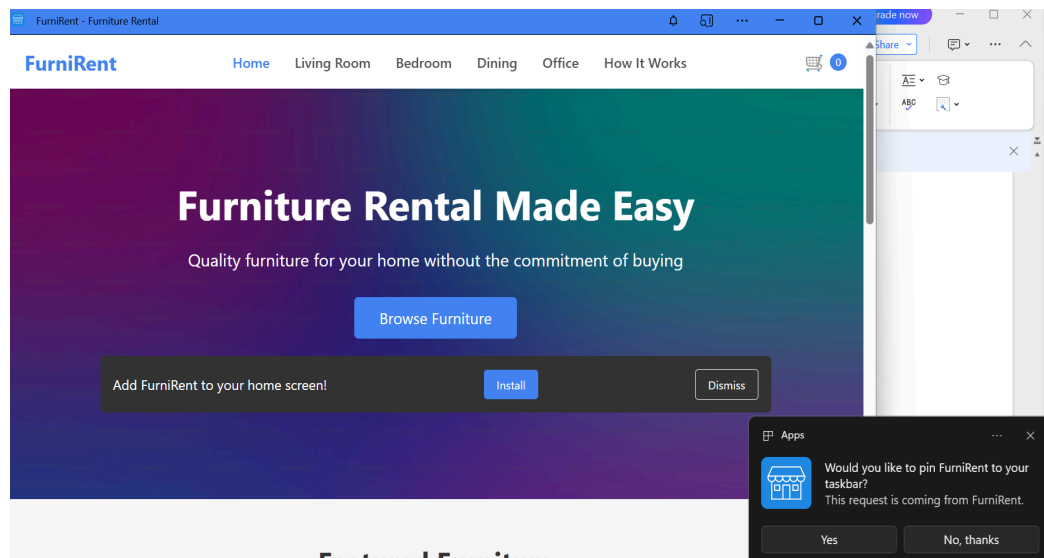 FurniRent - Furniture Rental
FurniRent
Home Living Room Bedroom Dining Office How It Works
0
Furniture Rental Made Easy
Quality furniture for your home without the commitment of buying
Browse Furniture
Add FurniRent to your home screen!
Install
Dismiss
rade now
Share
ABC
Apps
Would you like to pin FurniRent to your
taskbar?
This request is coming from FurniRent.
Yes
No, thanks